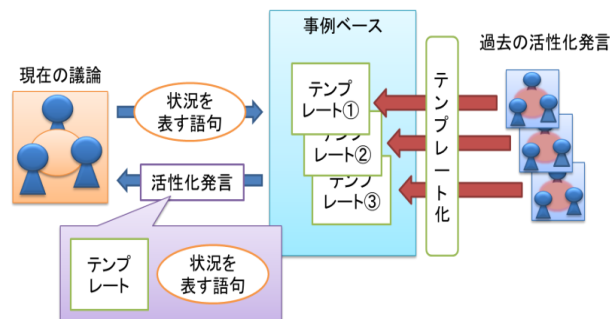 事例ベース
過去の活性化発言
現在の議論
状況を
表す語句
テンプ
レート①
テンプ
レート②
テンプ
レート③
テンプレート化
活性化発言
テンプ
レート
状況を
表す語句